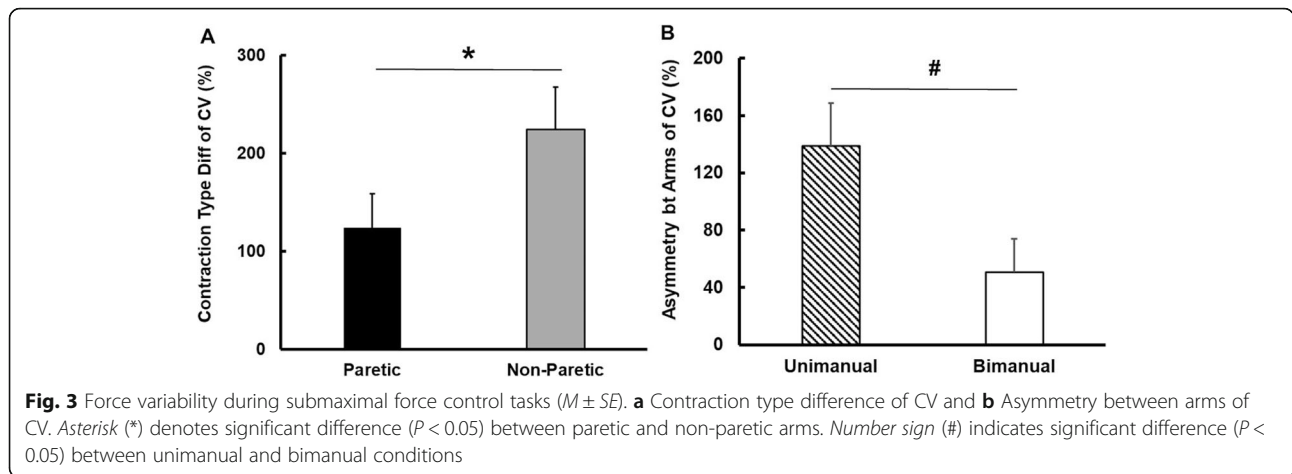 A
Contraction Type Diff of CV (%)
300
200
100
0
*
Paretic Non-Paretic
B
Asymmetry bt Arms of CV (%)
200
160
120
80
40
0
#
Unimanual Bimanual
Fig. 3 Force variability during submaximal force control tasks (M ± SE). a Contraction type difference of CV and b Asymmetry between arms of
CV. Asterisk (*) denotes significant difference (P < 0.05) between paretic and non-paretic arms. Number sign (#) indicates significant difference (P <
0.05) between unimanual and bimanual conditions